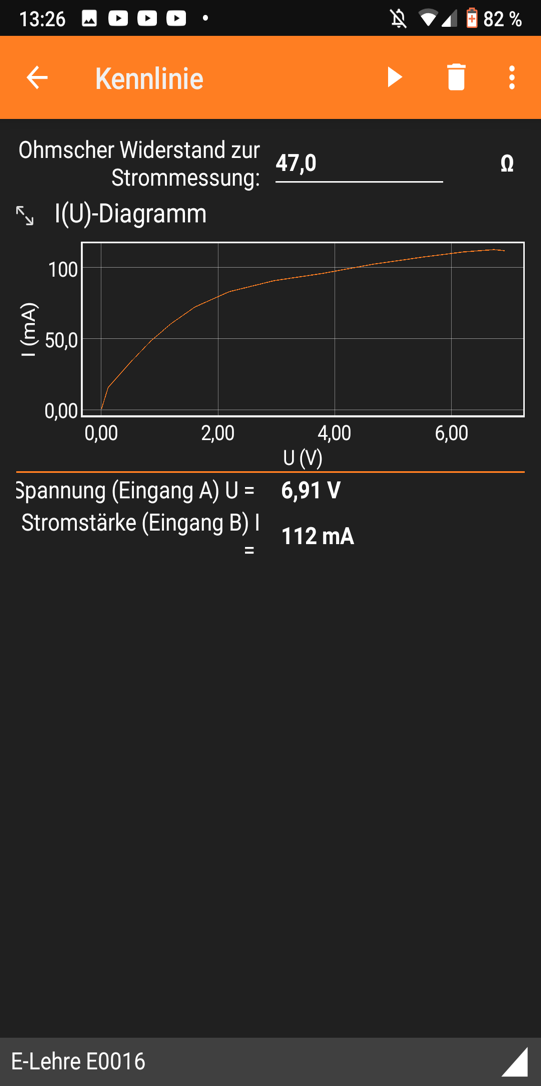 13:26
82 %
Kennlinie
Ohmscher Widerstand zur
Strommessung:
47,0
Ω
I(U)-Diagramm
I (mA)
100
50,0
0,00
0,00 2,00 4,00 6,00
U (V)
Spannung (Eingang A) U = 6,91 V
Stromstärke (Eingang B) I
=
112 mA
E-Lehre E0016